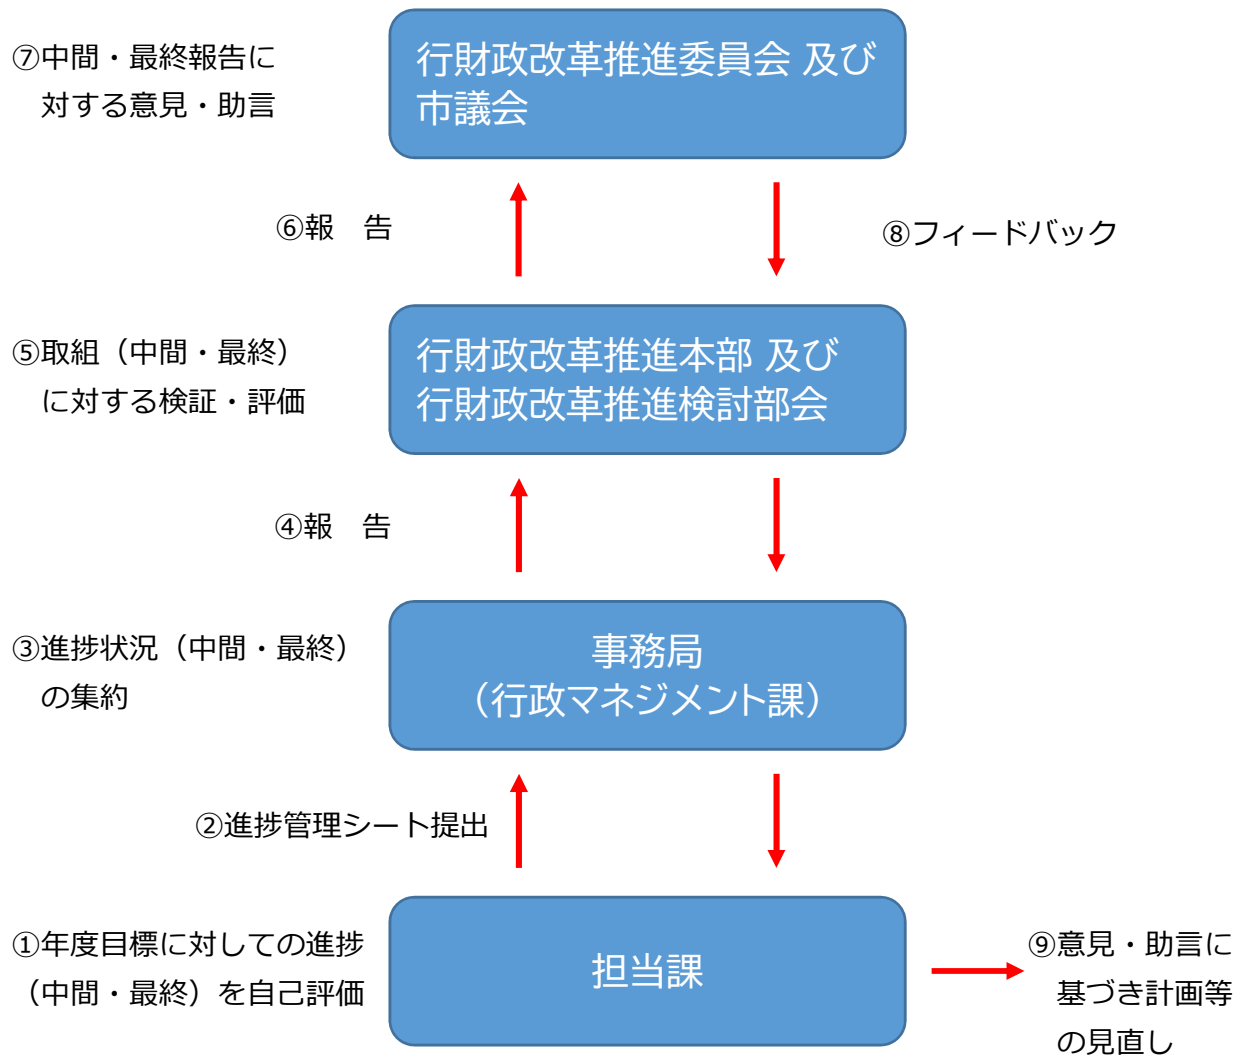 ⑦中間・最終報告に
対する意見・助言
行財政改革推進委員会 及び
市議会
⑥報　告
⑧フィードバック
⑤取組（中間・最終）
に対する検証・評価
行財政改革推進本部 及び
行財政改革推進検討部会
④報　告
③進捗状況（中間・最終）
の集約
事務局
（行政マネジメント課）
②進捗管理シート提出
①年度目標に対しての進捗
（中間・最終）を自己評価
担当課
⑨意見・助言に
基づき計画等
の見直し